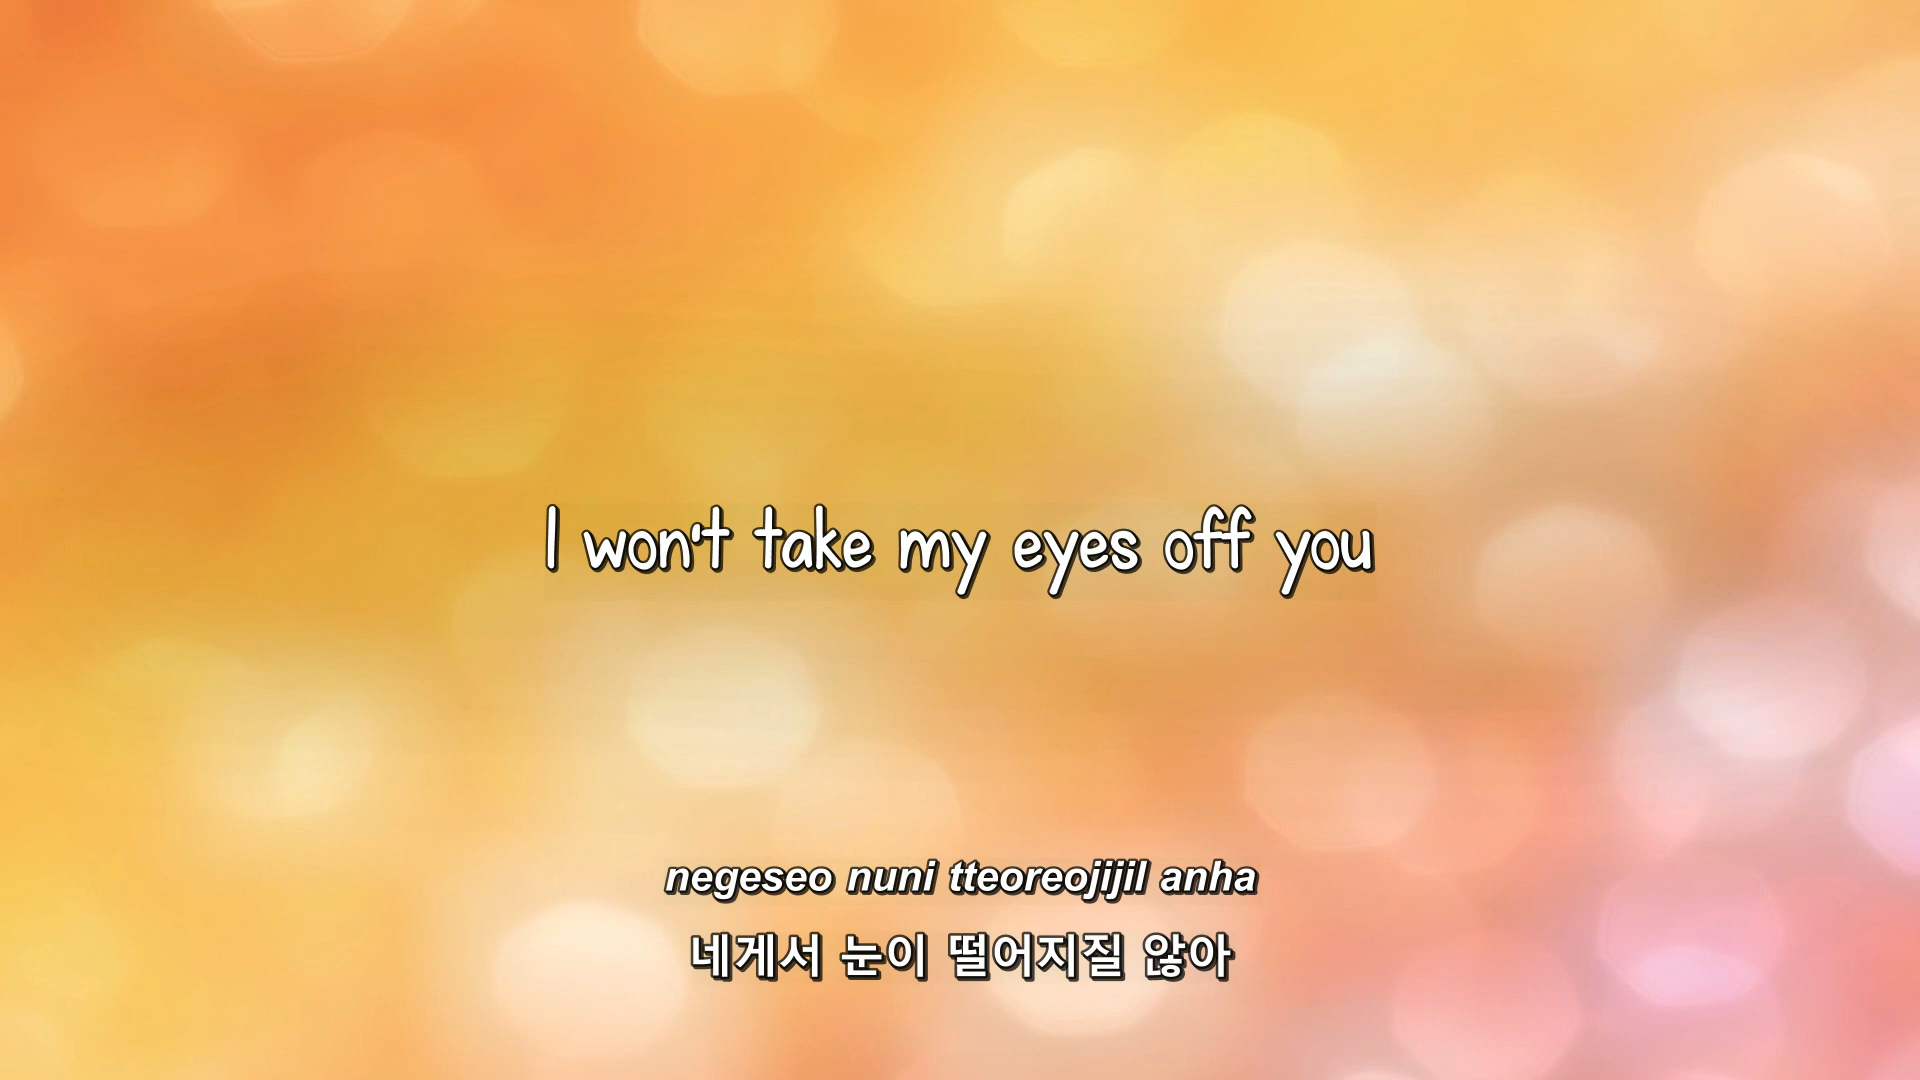 I won't take my eyes off you
negeseo nuni tteoreojijil anha
네게서 눈이 떨어지질 않아